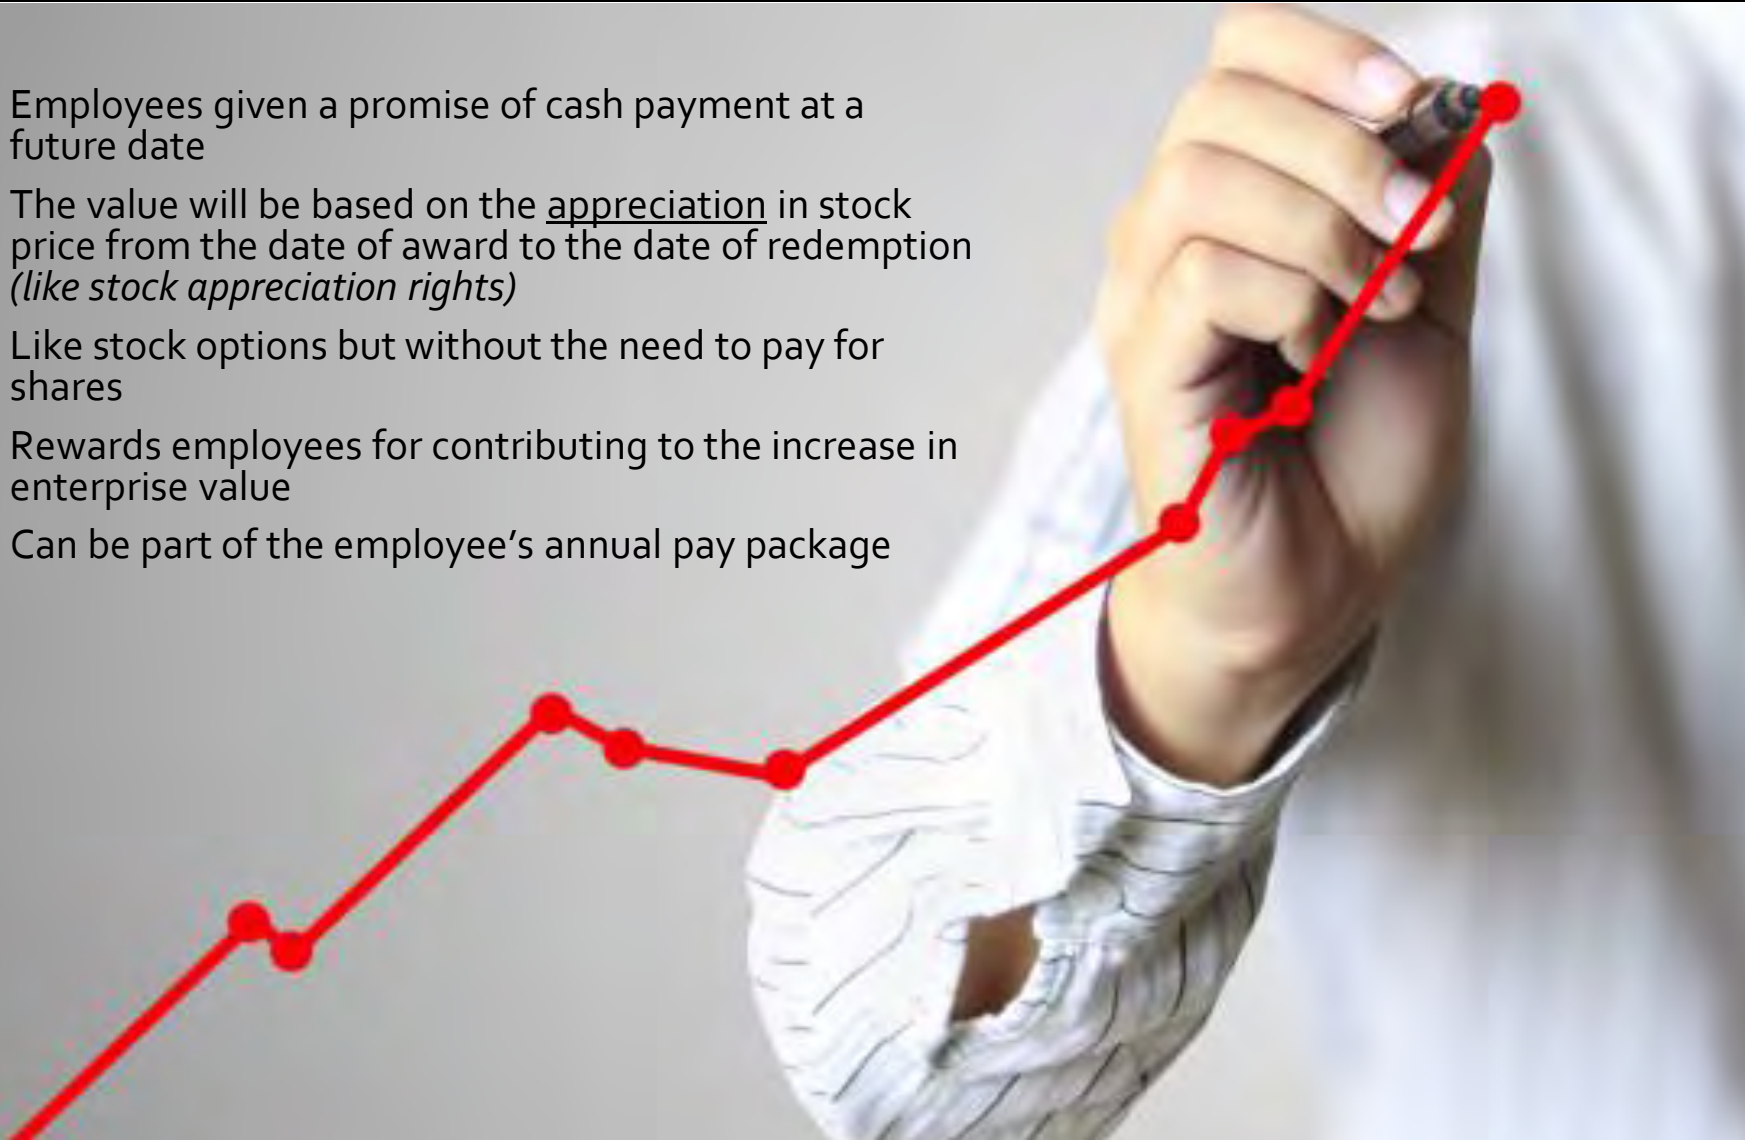 Employees given a promise of cash payment at a
future date
The value will be based on the appreciation in stock
price from the date of award to the date of redemption
(like stock appreciation rights)
Like stock options but without the need to pay for
shares
Rewards employees for contributing to the increase in
enterprise value
Can be part of the employee’s annual pay package